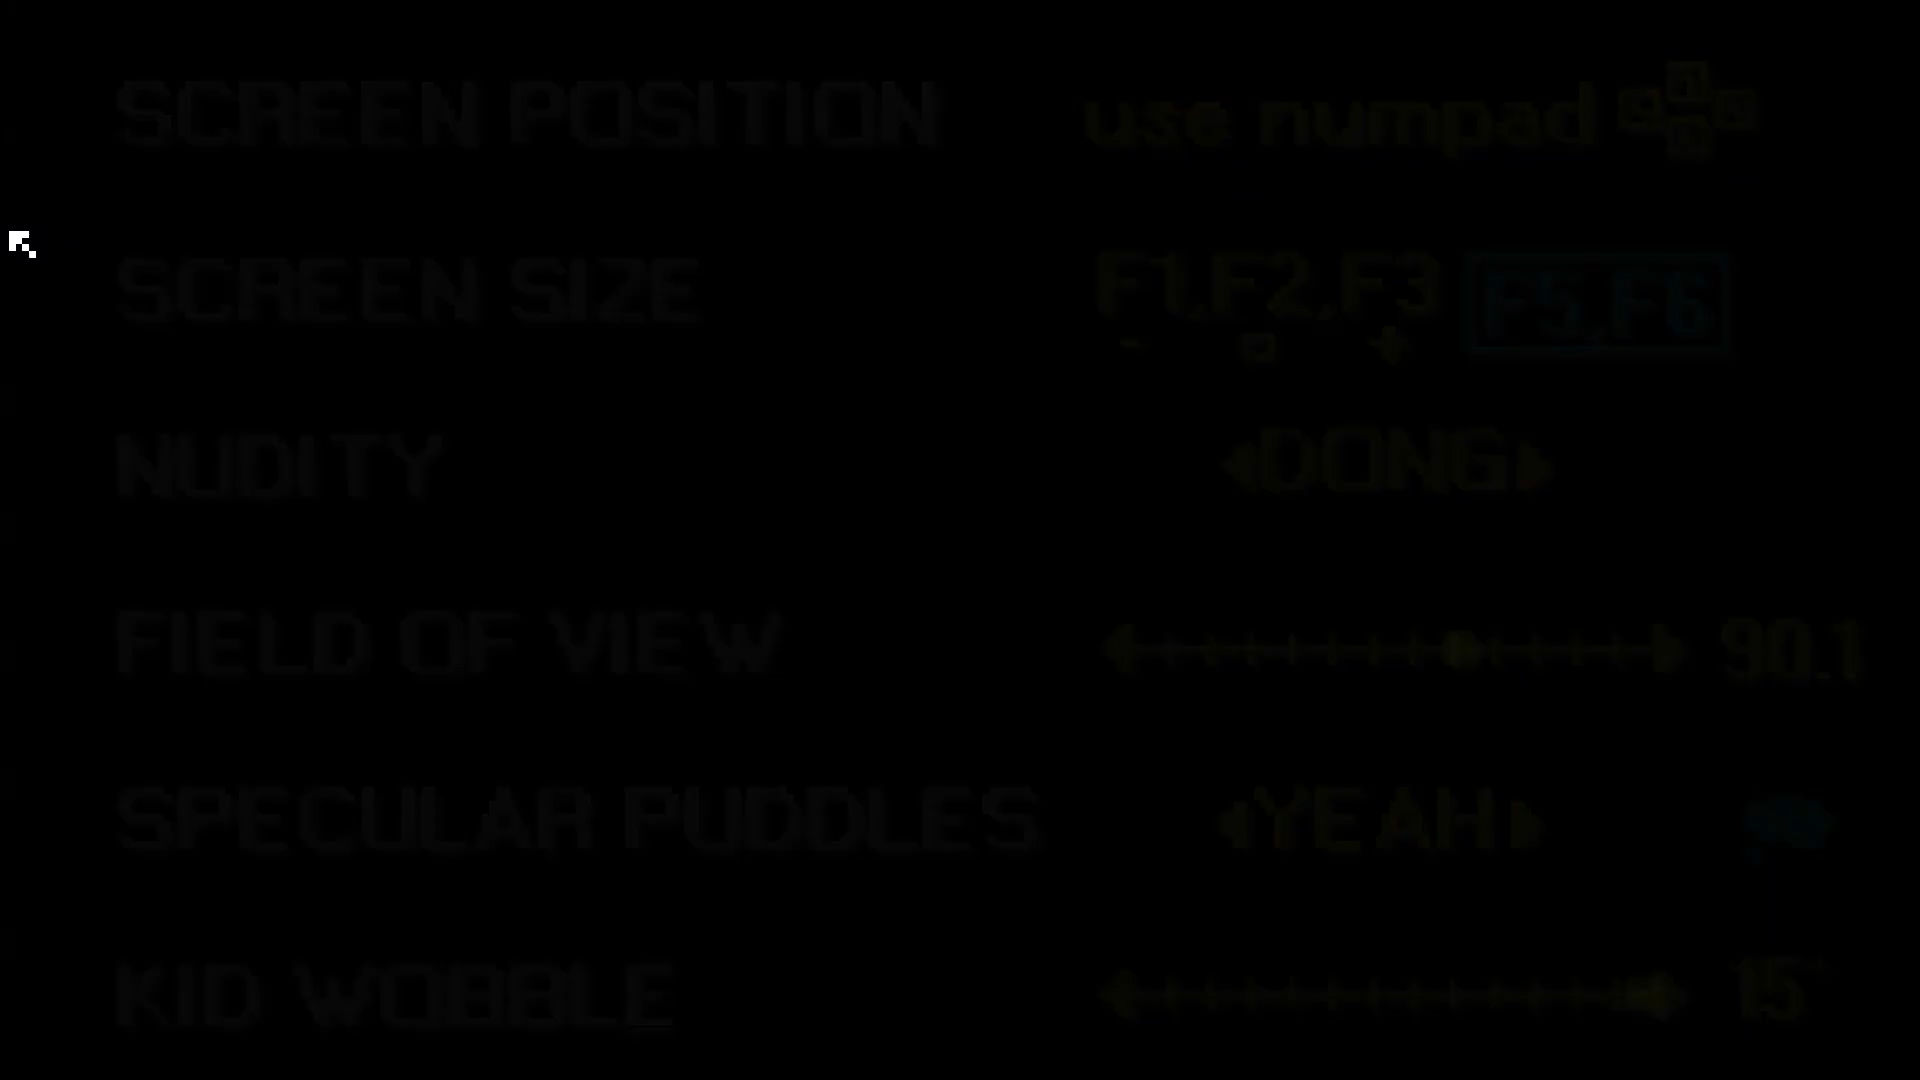 SCREEN POSITION use numpad
SCREEN SIZE F1,F2,F3 F5,F6
- +
NUDITY DONG
FIELD OF VIEW 90.1
SPECULAR PUDDLES YEAH
KID WOBBLE 15°